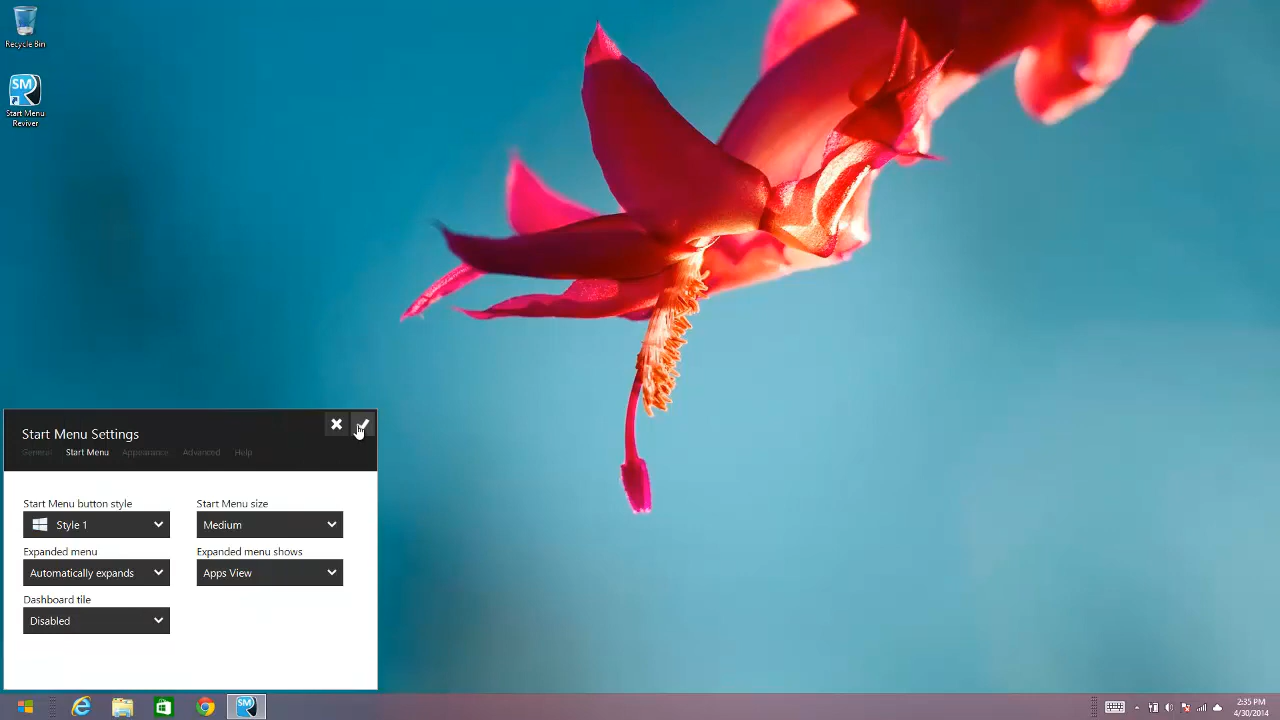 Recycle Bin
SM
Start Menu
Reviver
Start Menu Settings
General Start Menu Appearance Advanced Help
Start Menu button style
Start Menu size
Style 1
Medium
Expanded menu
Expanded menu shows
Automatically expands
Apps View
Dashboard tile
Disabled
SM
2:35 PM
4/30/2014